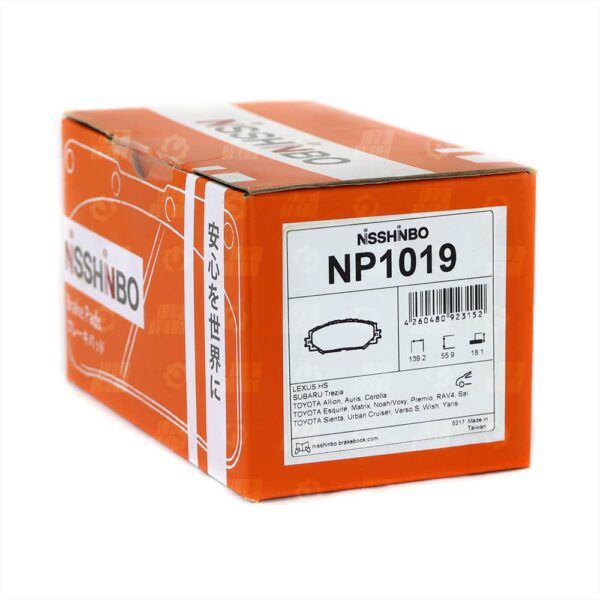 NiSSHiNBO
NiSSHiNBO
Brake Pads
ブレーキパッド
安心を世界に
NiSSHiNBO
NP1019
4 260480 923152
139.2 55.9 18.1
LEXUS HS
SUBARU Trezia
TOYOTA Allion, Auris, Corolla
TOYOTA Esquire, Matrix, Noah/Voxy, Premio, RAV4, Sai
TOYOTA Sienta, Urban Cruiser, Verso S, Wish, Yaris
nisshinbo.brakebook.com
5217 Made in
Taiwan